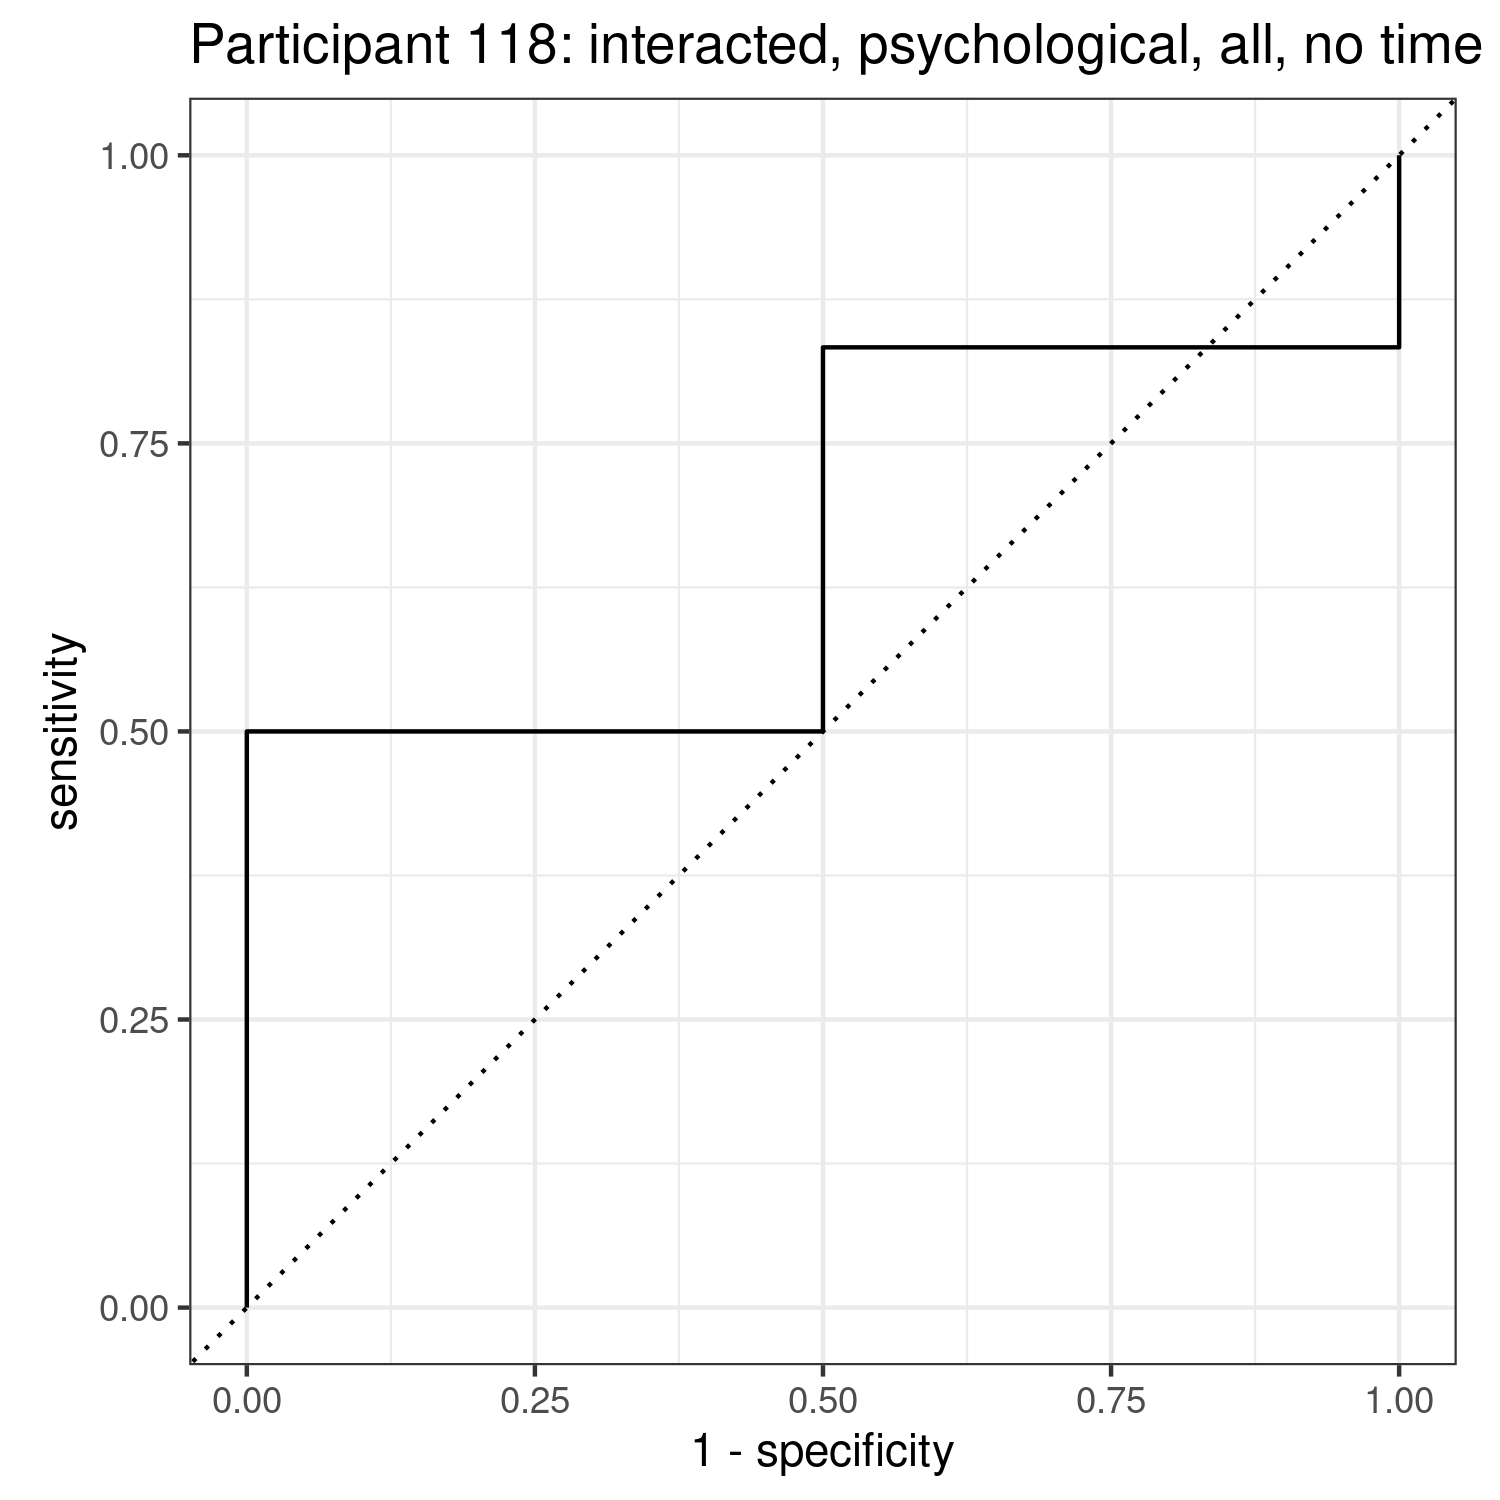 Participant 118: interacted, psychological, all, no time
1.00
0.75
0.50
0.25
0.00
sensitivity
0.00 0.25 0.50 0.75 1.00
1 - specificity